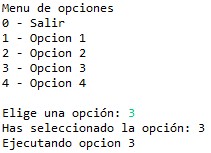 Menu de opciones
0 - Salir
1 - Opcion 1
2 - Opcion 2
3 - Opcion 3
4 - Opcion 4
Elige una opción: 3
Has seleccionado la opción: 3
Ejecutando opcion 3